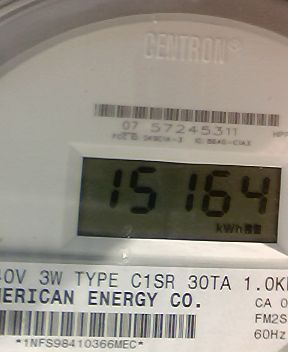 CENTRON®
07 57245311
15164
kWh
40V 3W TYPE C1SR 30TA 1.0K
MERICAN ENERGY CO.
CA 0
FM2S
60Hz
*1NFS98410366MEC*